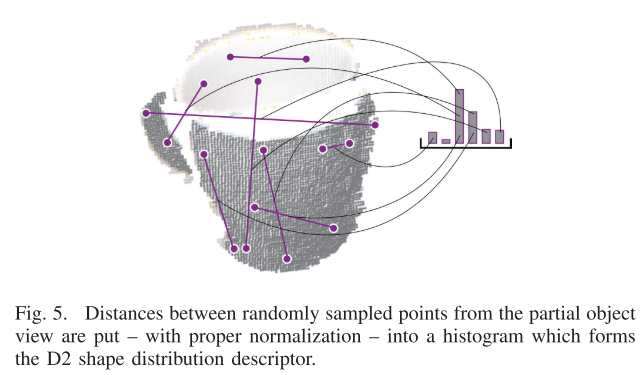 Fig. 5. Distances between randomly sampled points from the partial object
view are put – with proper normalization – into a histogram which forms
the D2 shape distribution descriptor.